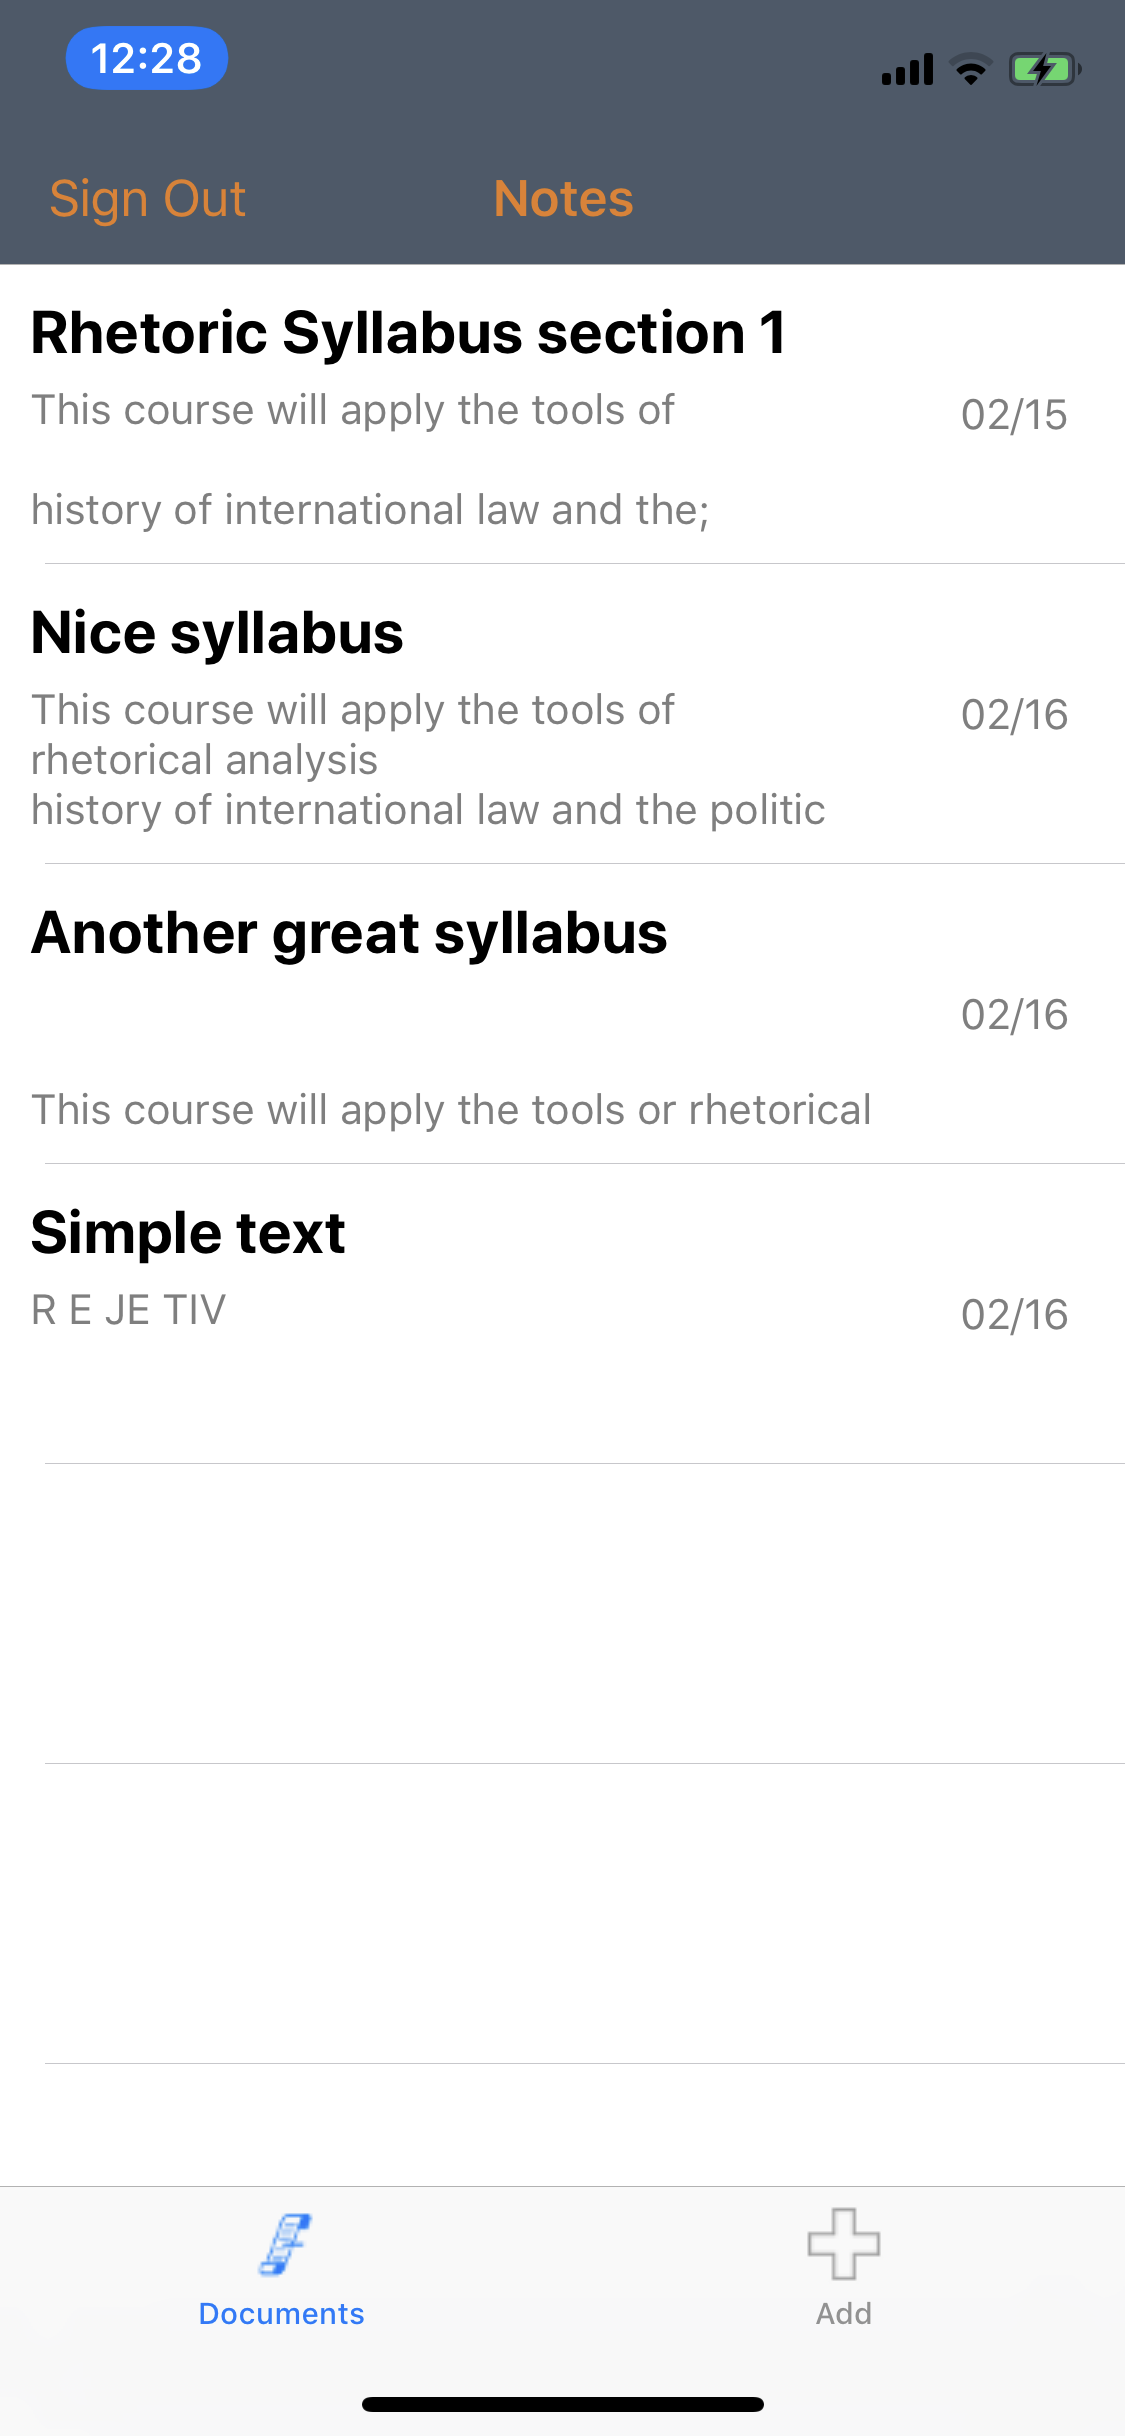 12:28
Sign Out
Notes
Rhetoric Syllabus section 1
This course will apply the tools of
02/15
history of international law and the;
Nice syllabus
This course will apply the tools of
02/16
rhetorical analysis
history of international law and the politic
Another great syllabus
02/16
This course will apply the tools or rhetorical
Simple text
R E JE TIV
02/16
Documents
Add